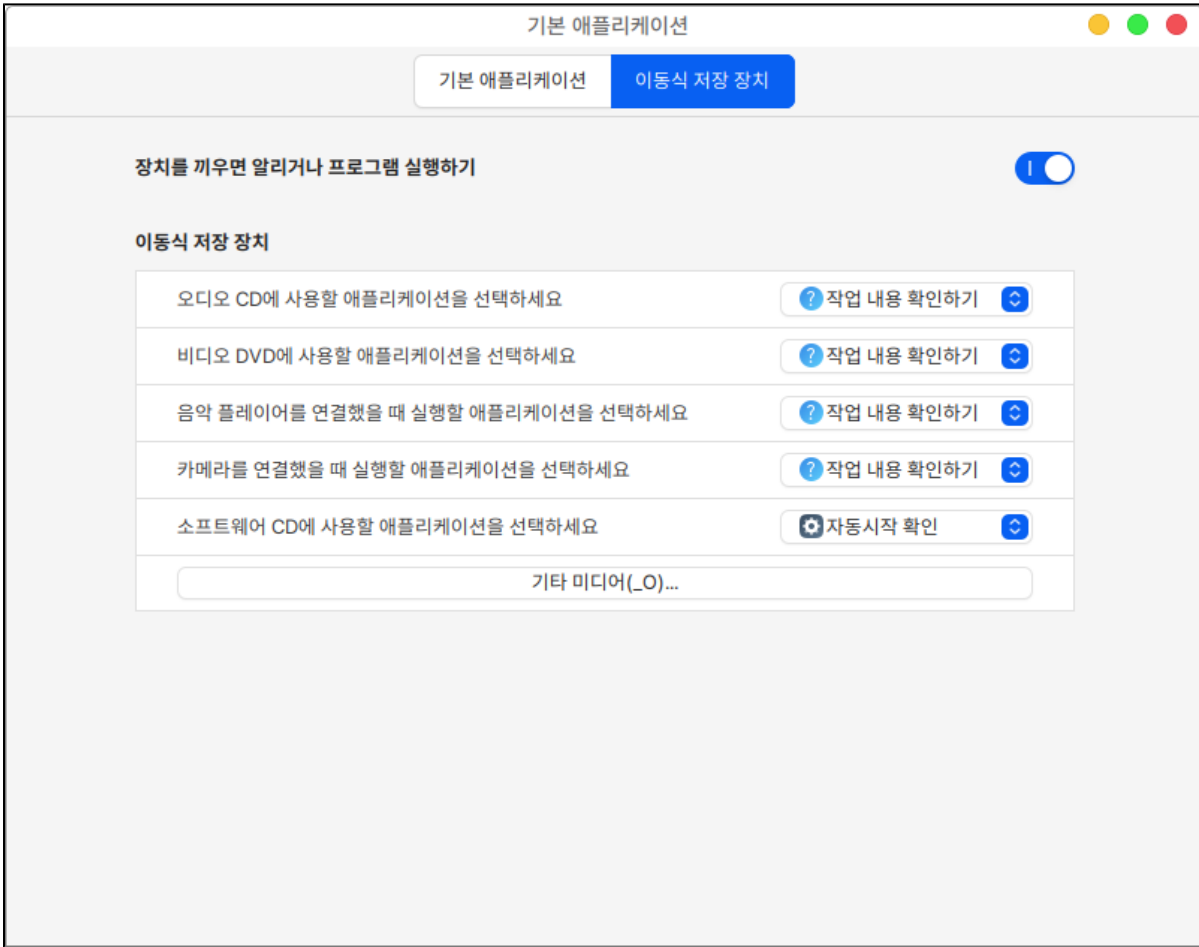 기본 애플리케이션
기본 애플리케이션 이동식 저장 장치
장치를 끼우면 알리거나 프로그램 실행하기
이동식 저장 장치
오디오 CD에 사용할 애플리케이션을 선택하세요 작업 내용 확인하기
비디오 DVD에 사용할 애플리케이션을 선택하세요 작업 내용 확인하기
음악 플레이어를 연결했을 때 실행할 애플리케이션을 선택하세요 작업 내용 확인하기
카메라를 연결했을 때 실행할 애플리케이션을 선택하세요 작업 내용 확인하기
소프트웨어 CD에 사용할 애플리케이션을 선택하세요 자동시작 확인
기타 미디어(_O)...